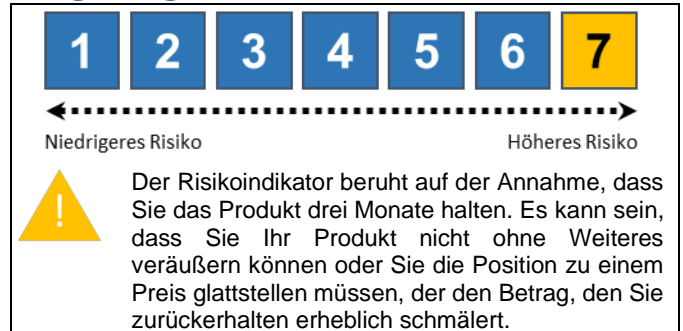 1 2 3 4 5 6 7
Niedrigeres Risiko Höheres Risiko
!
Der Risikoindikator beruht auf der Annahme, dass
Sie das Produkt drei Monate halten. Es kann sein,
dass Sie Ihr Produkt nicht ohne Weiteres
veräußern können oder Sie die Position zu einem
Preis glattstellen müssen, der den Betrag, den Sie
zurückerhalten erheblich schmälert.